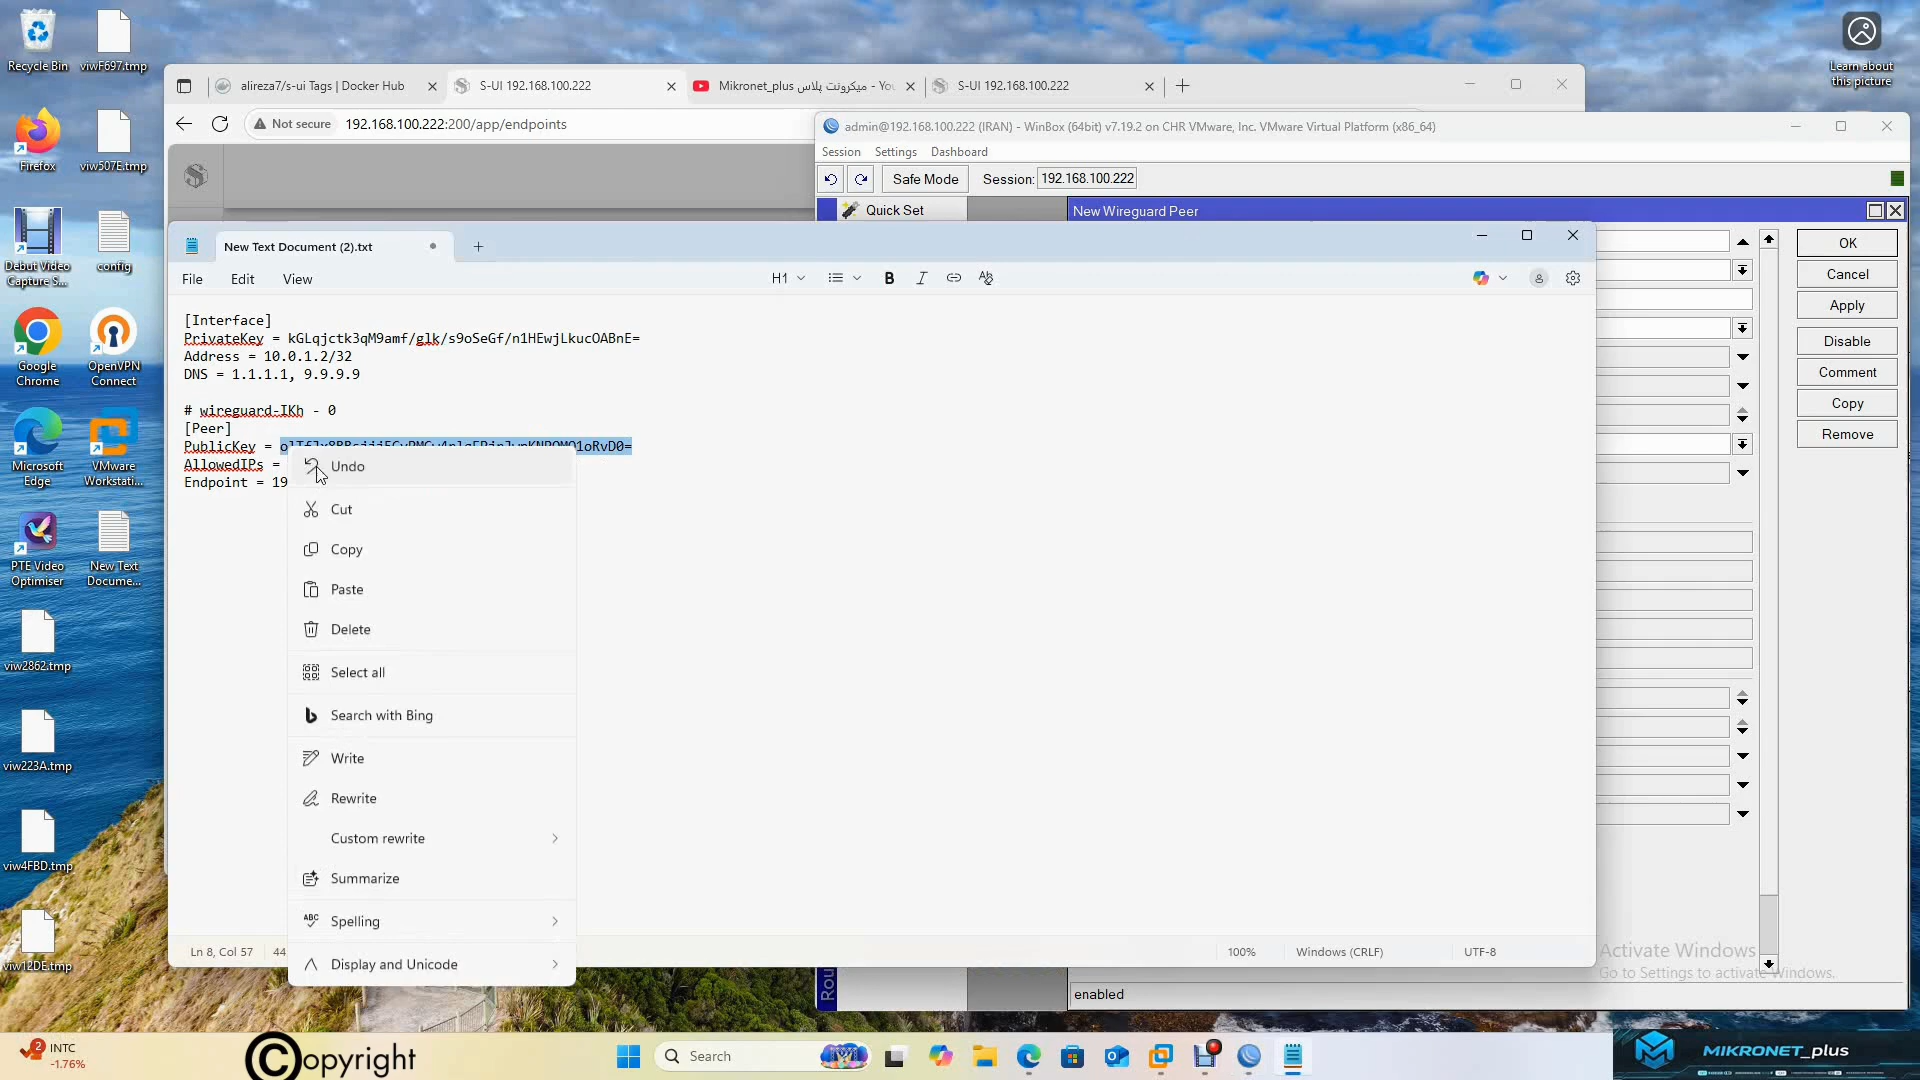 Recycle Bin
viwF697.tmp
Firefox
viw507E.tmp
Debut Video Capture S...
config
Google Chrome
OpenVPN Connect
Microsoft Edge
VMware Workstati...
PTE Video Optimiser
New Text Docume...
viw2862.tmp
viw223A.tmp
viw4FBD.tmp
viw12DE.tmp
Learn about this picture
alireza7/s-ui Tags | Docker Hub
S-UI 192.168.100.222
Mikronet_plus میکرونت پلاس - You
S-UI 192.168.100.222
Not secure
192.168.100.222:200/app/endpoints
admin@192.168.100.222 (IRAN) - WinBox (64bit) v7.19.2 on CHR VMware, Inc. VMware Virtual Platform (x86_64)
Session Settings Dashboard
Safe Mode
Session: 192.168.100.222
Quick Set
New Wireguard Peer
OK
Cancel
Apply
Disable
Comment
Copy
Remove
New Text Document (2).txt
File Edit View
H1
[Interface]
PrivateKey = kGLqjctk3qM9amf/glk/s9oSeGf/n1HEwjLkucOABnE=
Address = 10.0.1.2/32
DNS = 1.1.1.1, 9.9.9.9
# wireguard-IKh - 0
[Peer]
PublicKey =
AllowedIPs =
Endpoint = 19
Undo
Cut
Copy
Paste
Delete
Select all
Search with Bing
Write
Rewrite
Custom rewrite
Summarize
Spelling
Display and Unicode
Ln 8, Col 57
44
100%
Windows (CRLF)
UTF-8
Activate Windows
Go to Settings to activate Windows.
Rou
enabled
2
INTC
-1.76%
Copyright
Search
MIKRONET_plus